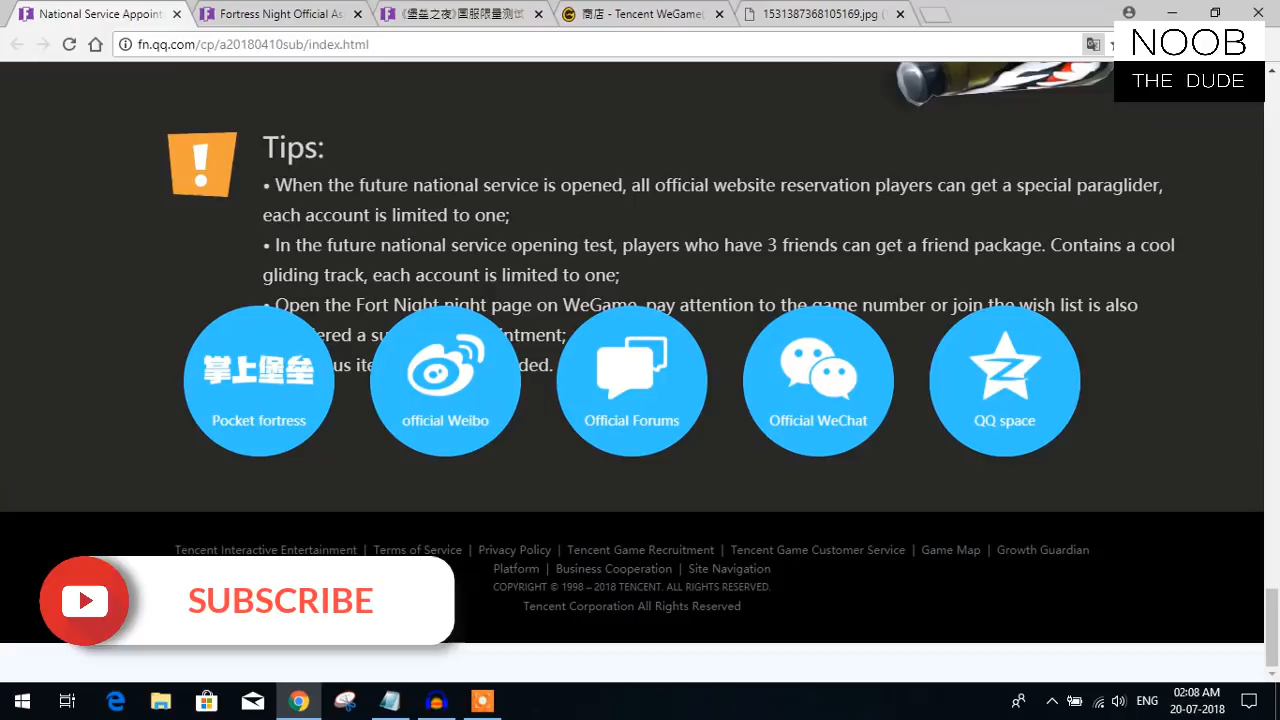 National Service Appoint
Fortress Night Official As
《堡垒之夜》国服限量测试
商店 - Tencent WeGame(
1531387368105169.jpg (
fn.qq.com/cp/a20180410sub/index.html
NOOB
THE DUDE
Tips:
• When the future national service is opened, all official website reservation players can get a special paraglider,
each account is limited to one;
• In the future national service opening test, players who have 3 friends can get a friend package. Contains a cool
gliding track, each account is limited to one;
• Open the Fort Night night page on WeGame, pay attention to the game number or join the wish list is also
ntment;
ded.
掌上堡垒
Pocket fortress
official Weibo
Official Forums
Official WeChat
QQ space
Tencent Interactive Entertainment | Terms of Service | Privacy Policy | Tencent Game Recruitment | Tencent Game Customer Service | Game Map | Growth Guardian
Platform | Business Cooperation | Site Navigation
COPYRIGHT © 1998 – 2018 TENCENT. ALL RIGHTS RESERVED.
Tencent Corporation All Rights Reserved
SUBSCRIBE
ENG
02:08 AM
20-07-2018